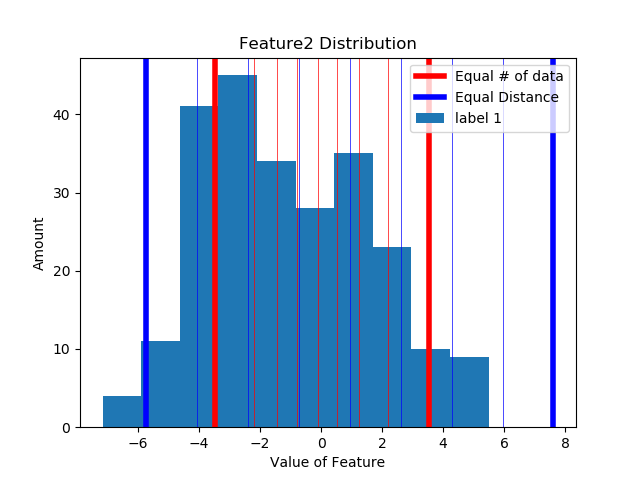 Feature2 Distribution
Equal # of data
Equal Distance
label 1
Amount
40
30
20
10
0
−6 −4 −2 0 2 4 6 8
Value of Feature